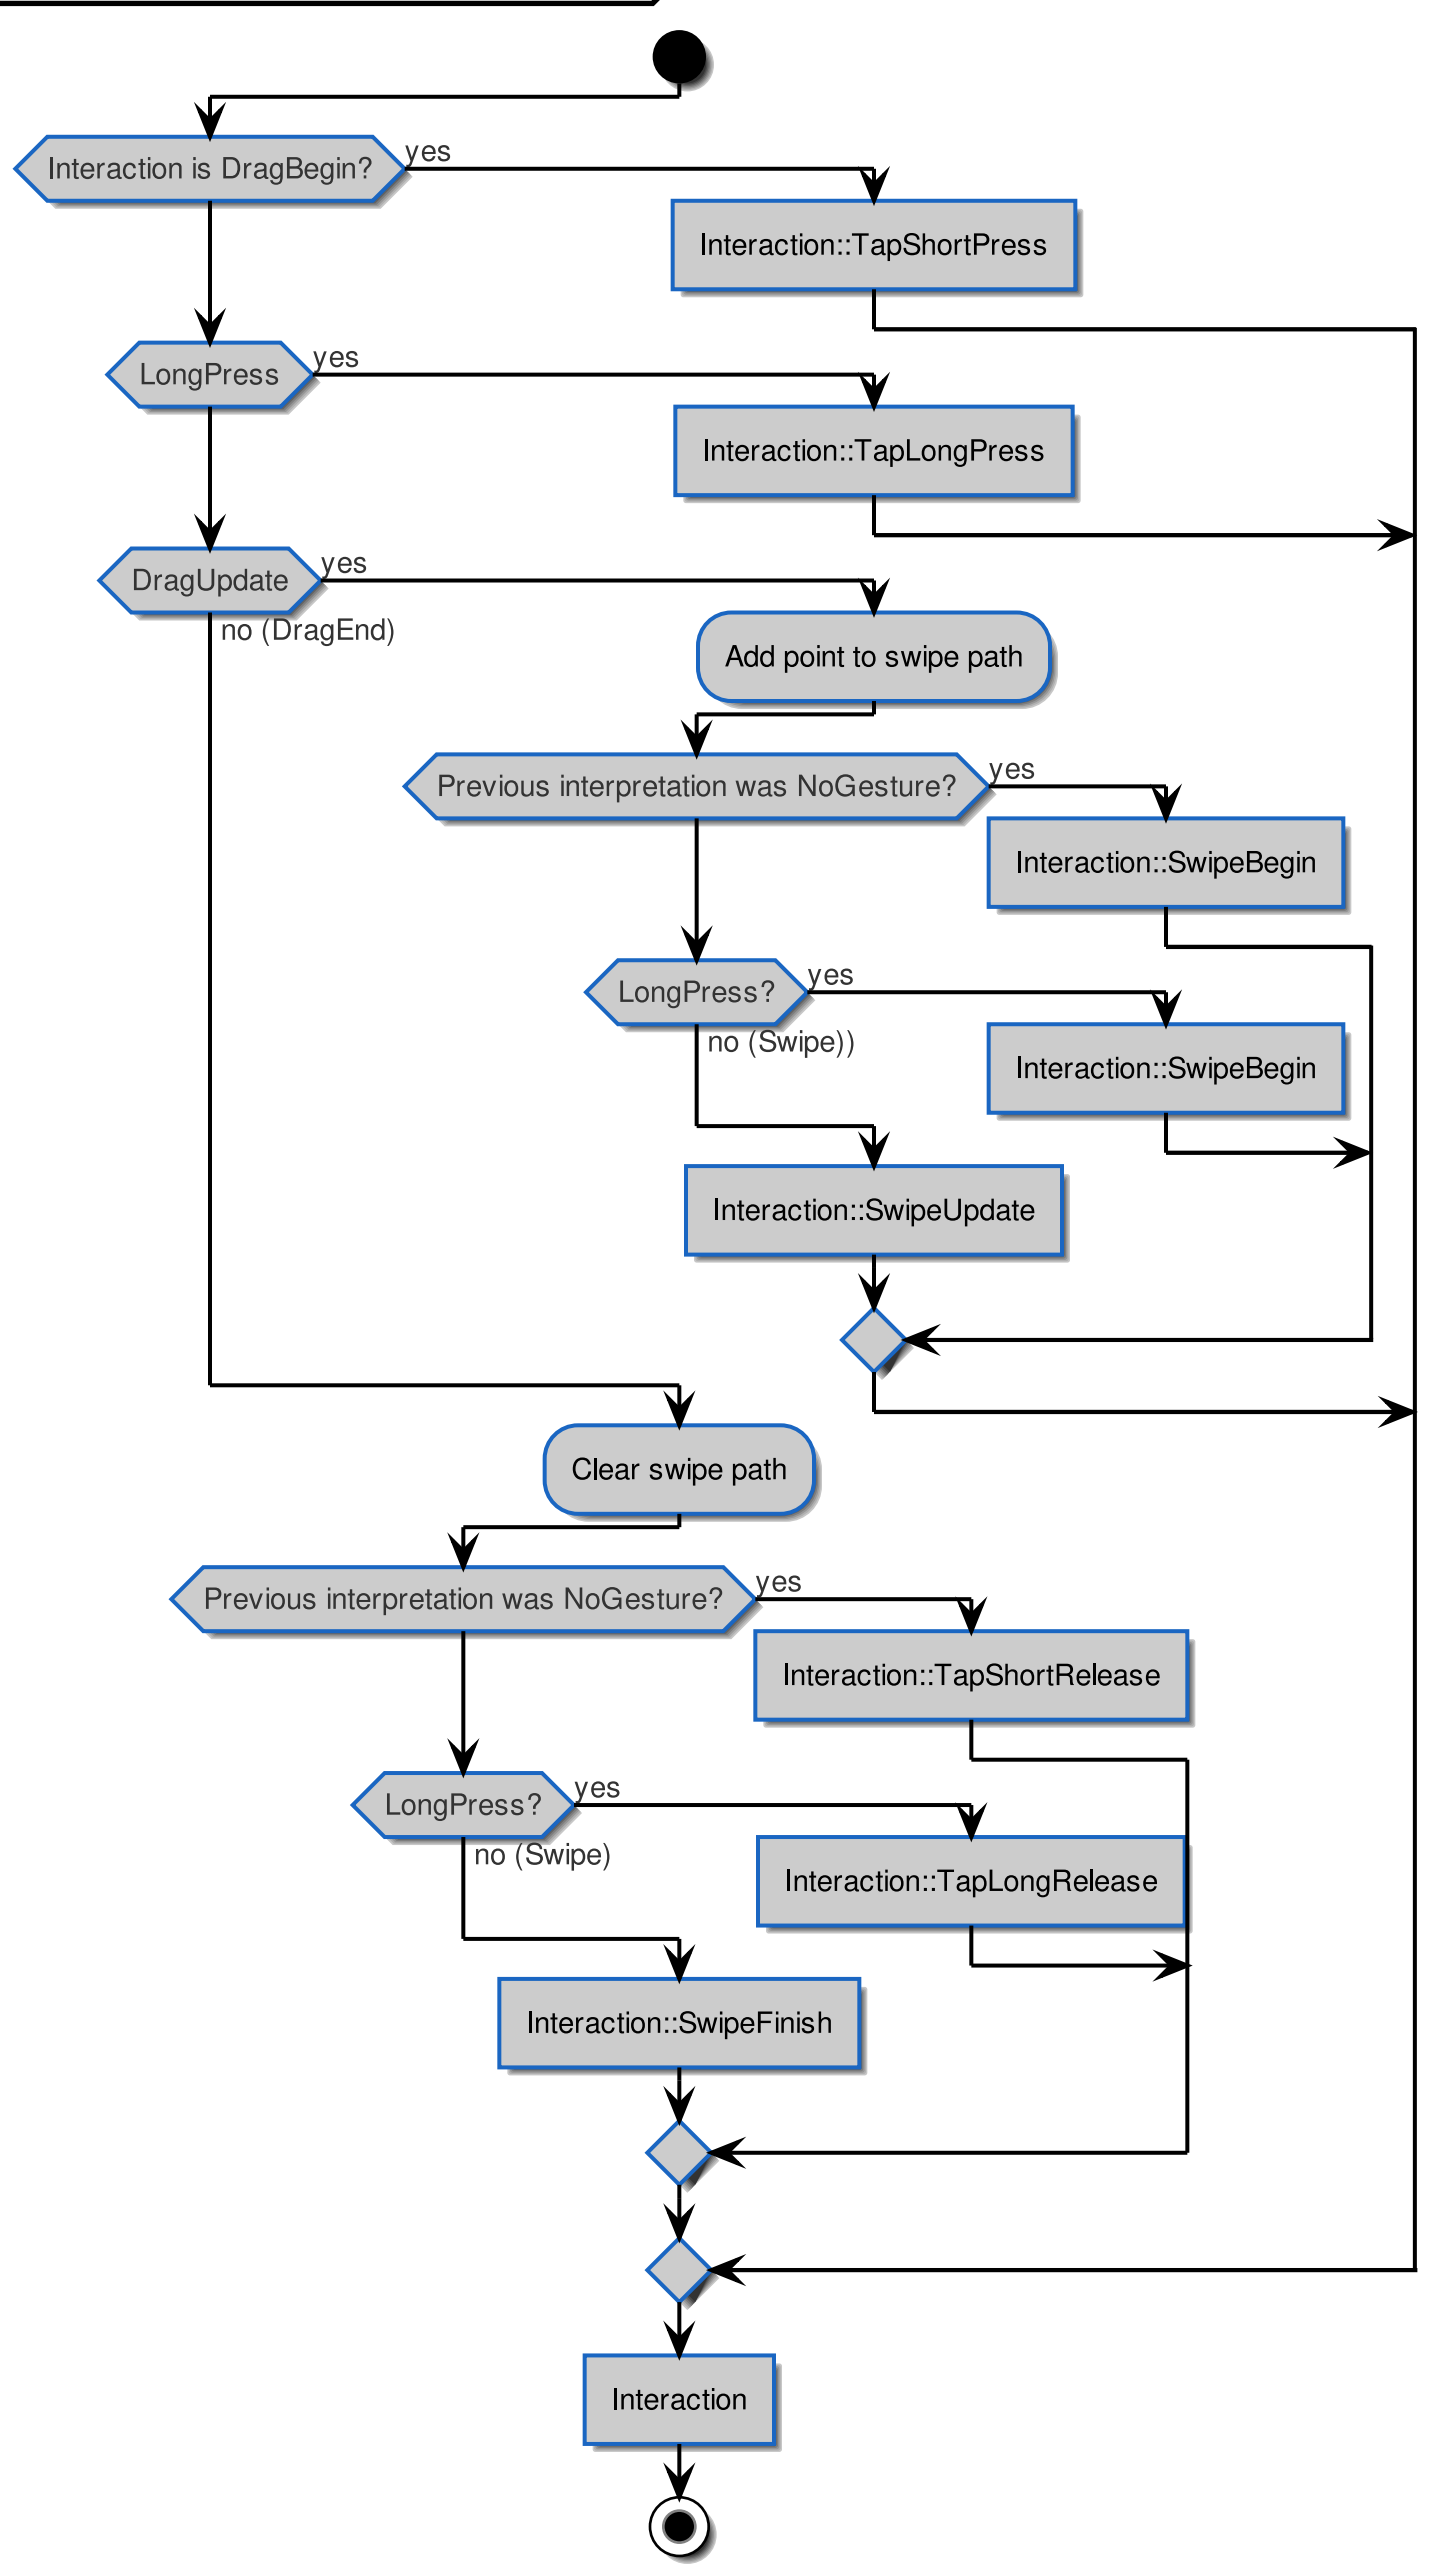 Interaction is DragBegin?
yes
Interaction::TapShortPress
LongPress
yes
Interaction::TapLongPress
DragUpdate
yes
no (DragEnd)
Add point to swipe path
Previous interpretation was NoGesture?
yes
Interaction::SwipeBegin
LongPress?
yes
no (Swipe))
Interaction::SwipeBegin
Interaction::SwipeUpdate
Clear swipe path
Previous interpretation was NoGesture?
yes
Interaction::TapShortRelease
LongPress?
yes
no (Swipe)
Interaction::TapLongRelease
Interaction::SwipeFinish
Interaction